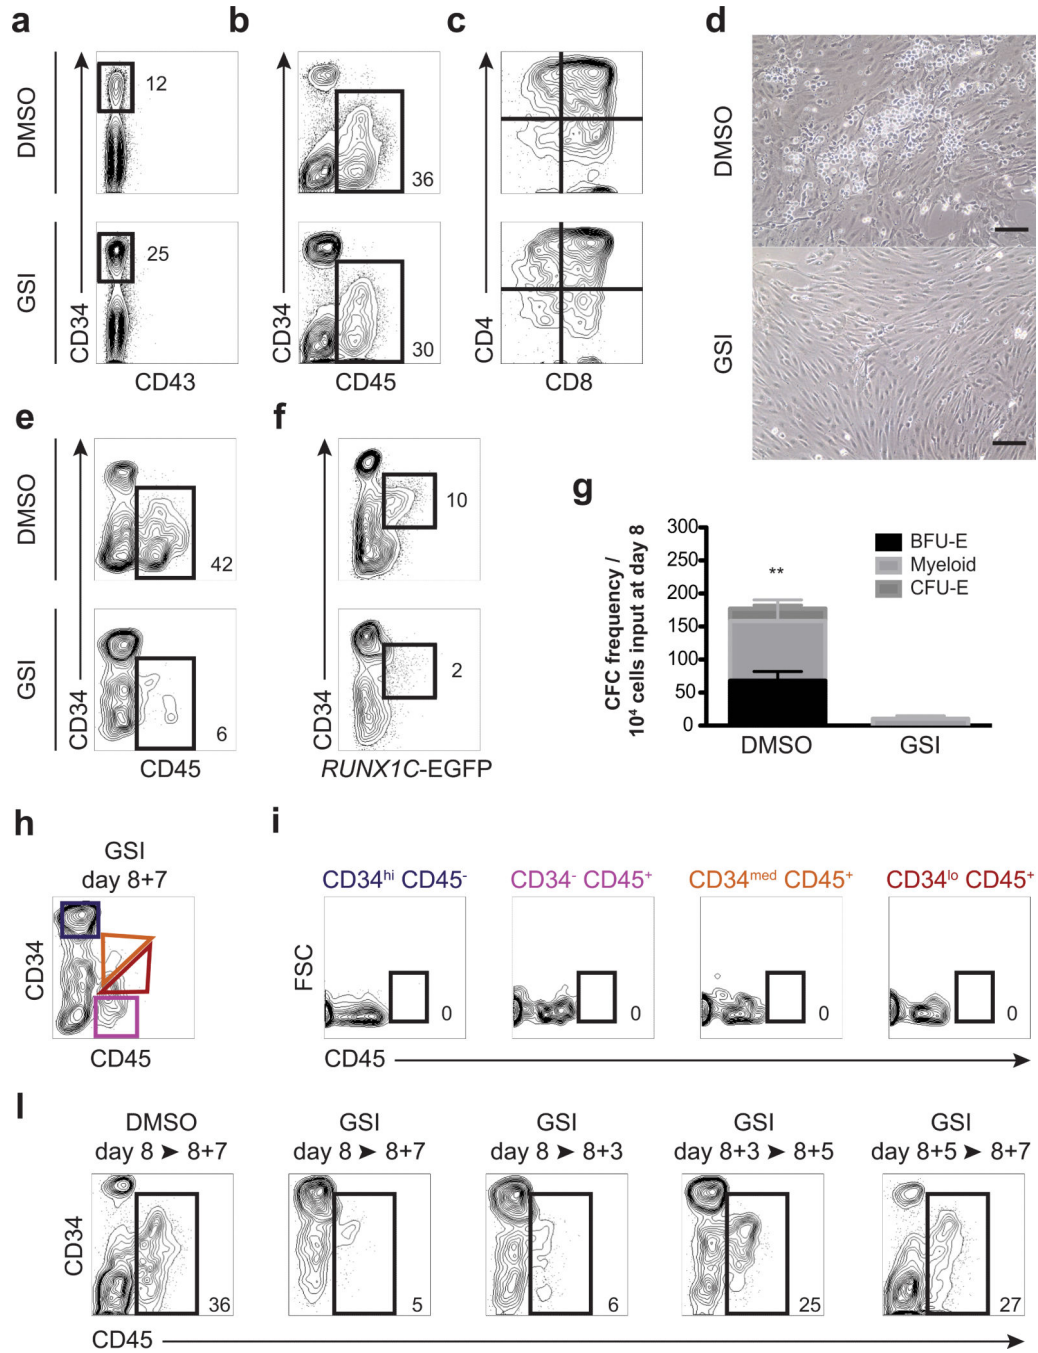 a
b
c
d
DMSO
12
36
DMSO
GSI
CD34
25
CD43
CD34
30
CD45
CD4
CD8
GSI
e
f
DMSO
42
10
GSI
CD34
6
CD45
CD34
2
RUNX1C-EGFP
g
CFC frequency /
10⁴ cells input at day 8
300
250
200
150
100
50
0
**
BFU-E
Myeloid
CFU-E
DMSO
GSI
h
GSI
day 8+7
CD34
CD45
i
CD34hi CD45-
CD34- CD45+
CD34med CD45+
CD34lo CD45+
FSC
0
0
0
0
CD45
l
DMSO
day 8 ➤ 8+7
GSI
day 8 ➤ 8+7
GSI
day 8 ➤ 8+3
GSI
day 8+3 ➤ 8+5
GSI
day 8+5 ➤ 8+7
CD34
36
5
6
25
27
CD45